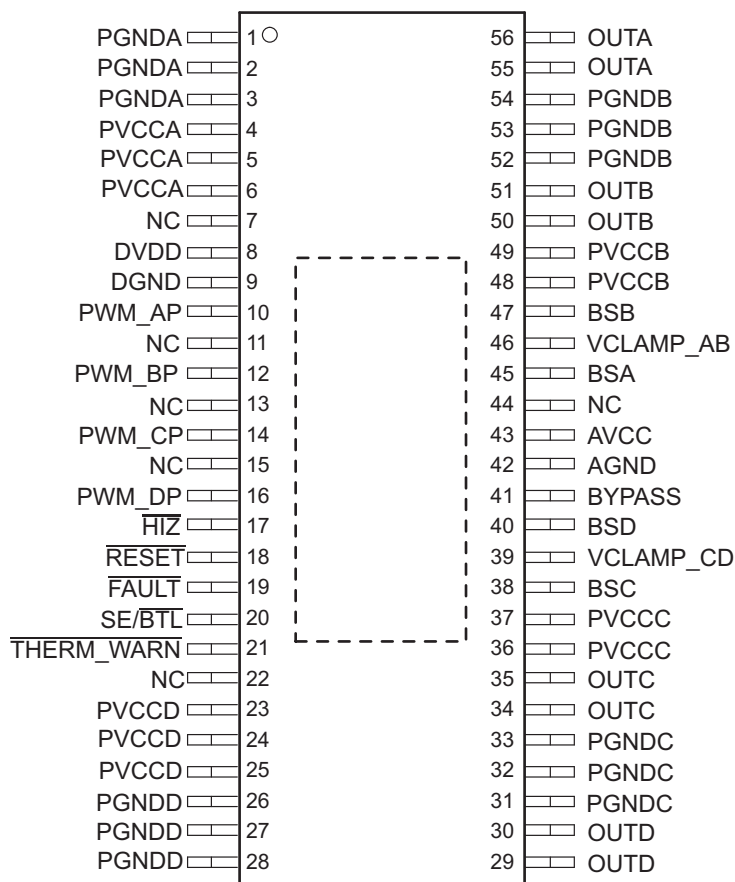 PGNDA 1 56 OUTA
PGNDA 2 55 OUTA
PGNDA 3 54 PGNDB
PVCCA 4 53 PGNDB
PVCCA 5 52 PGNDB
PVCCA 6 51 OUTB
NC 7 50 OUTB
DVDD 8 49 PVCCB
DGND 9 48 PVCCB
PWM_AP 10 47 BSB
NC 11 46 VCLAMP_AB
PWM_BP 12 45 BSA
NC 13 44 NC
PWM_CP 14 43 AVCC
NC 15 42 AGND
PWM_DP 16 41 BYPASS
HIZ 17 40 BSD
RESET 18 39 VCLAMP_CD
FAULT 19 38 BSC
SE/BTL 20 37 PVCCC
THERM_WARN 21 36 PVCCC
NC 22 35 OUTC
PVCCD 23 34 OUTC
PVCCD 24 33 PGNDC
PVCCD 25 32 PGNDC
PGNDD 26 31 PGNDC
PGNDD 27 30 OUTD
PGNDD 28 29 OUTD